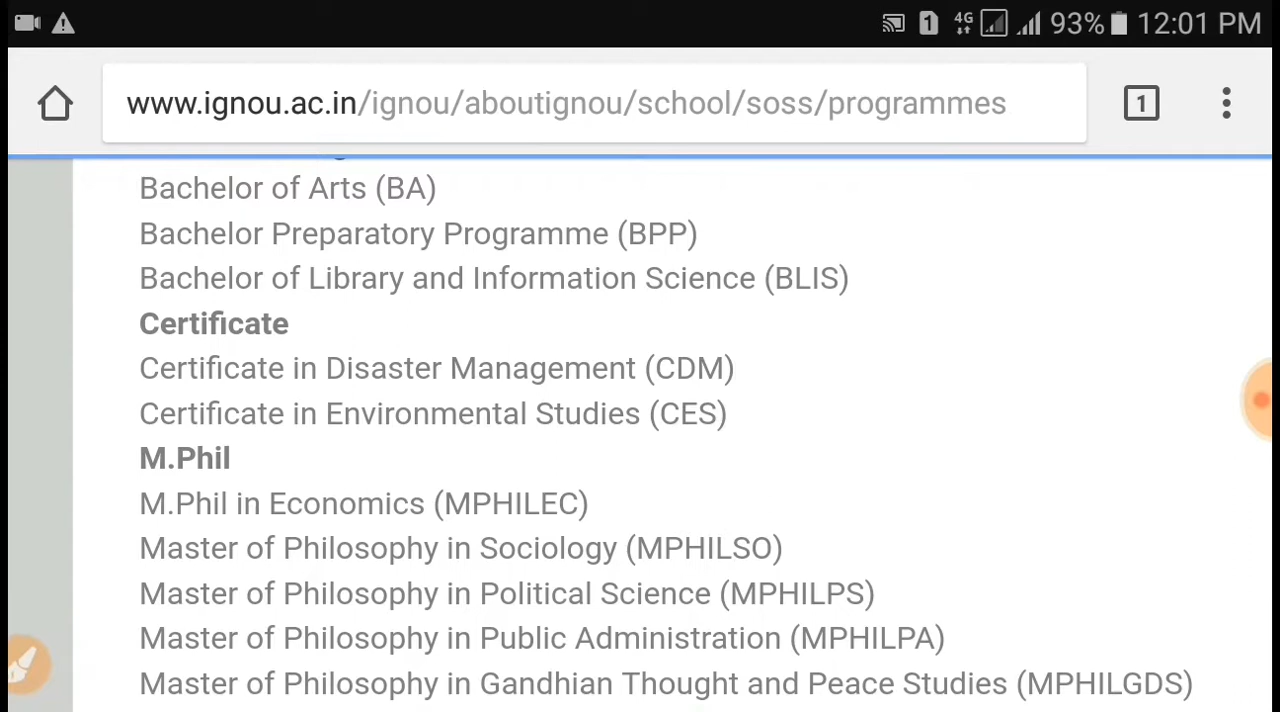 1 4G 93% 12:01 PM
www.ignou.ac.in/ignou/aboutignou/school/soss/programmes 1
Bachelor of Arts (BA)
Bachelor Preparatory Programme (BPP)
Bachelor of Library and Information Science (BLIS)
Certificate
Certificate in Disaster Management (CDM)
Certificate in Environmental Studies (CES)
M.Phil
M.Phil in Economics (MPHILEC)
Master of Philosophy in Sociology (MPHILSO)
Master of Philosophy in Political Science (MPHILPS)
Master of Philosophy in Public Administration (MPHILPA)
Master of Philosophy in Gandhian Thought and Peace Studies (MPHILGDS)